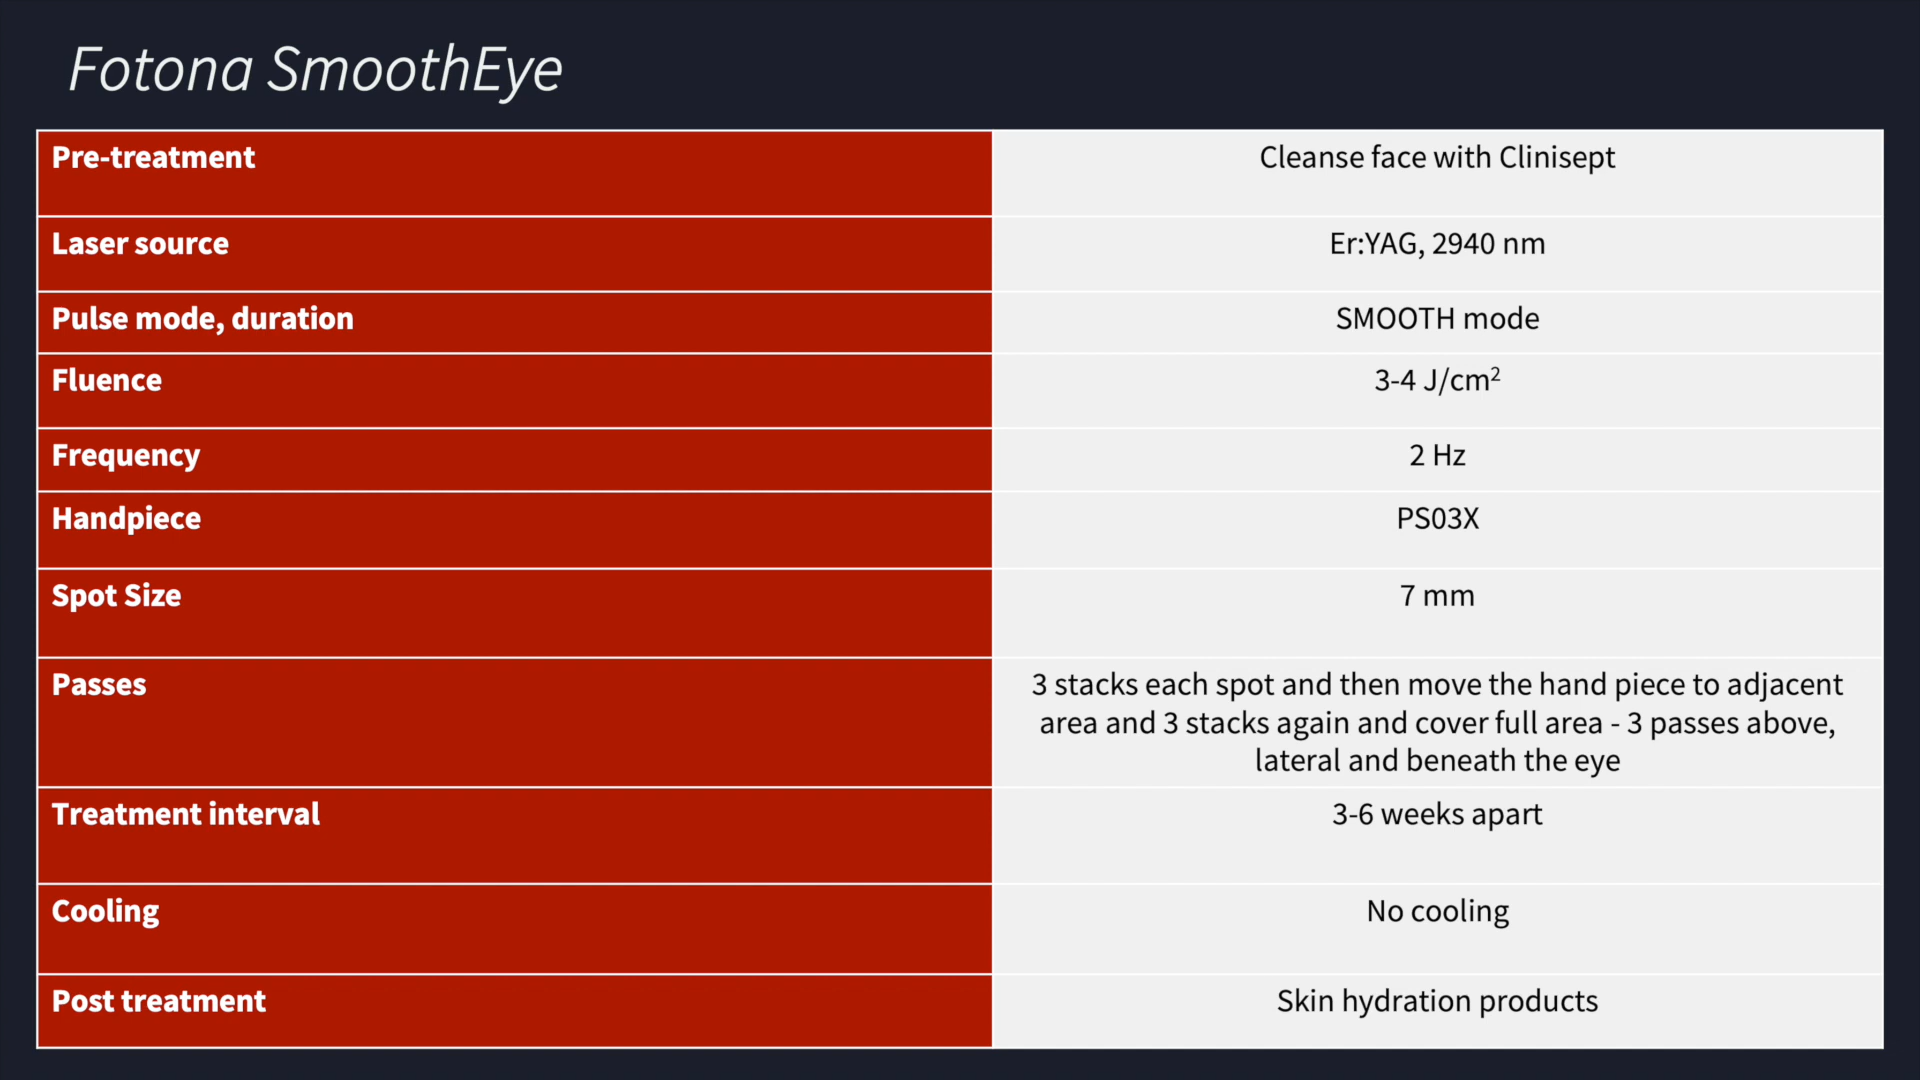 Fotona SmoothEye
Pre-treatment
Cleanse face with Clinisept
Laser source
Er:YAG, 2940 nm
Pulse mode, duration
SMOOTH mode
Fluence
3-4 J/cm²
Frequency
2 Hz
Handpiece
PS03X
Spot Size
7 mm
Passes
3 stacks each spot and then move the hand piece to adjacent
area and 3 stacks again and cover full area - 3 passes above,
lateral and beneath the eye
Treatment interval
3-6 weeks apart
Cooling
No cooling
Post treatment
Skin hydration products